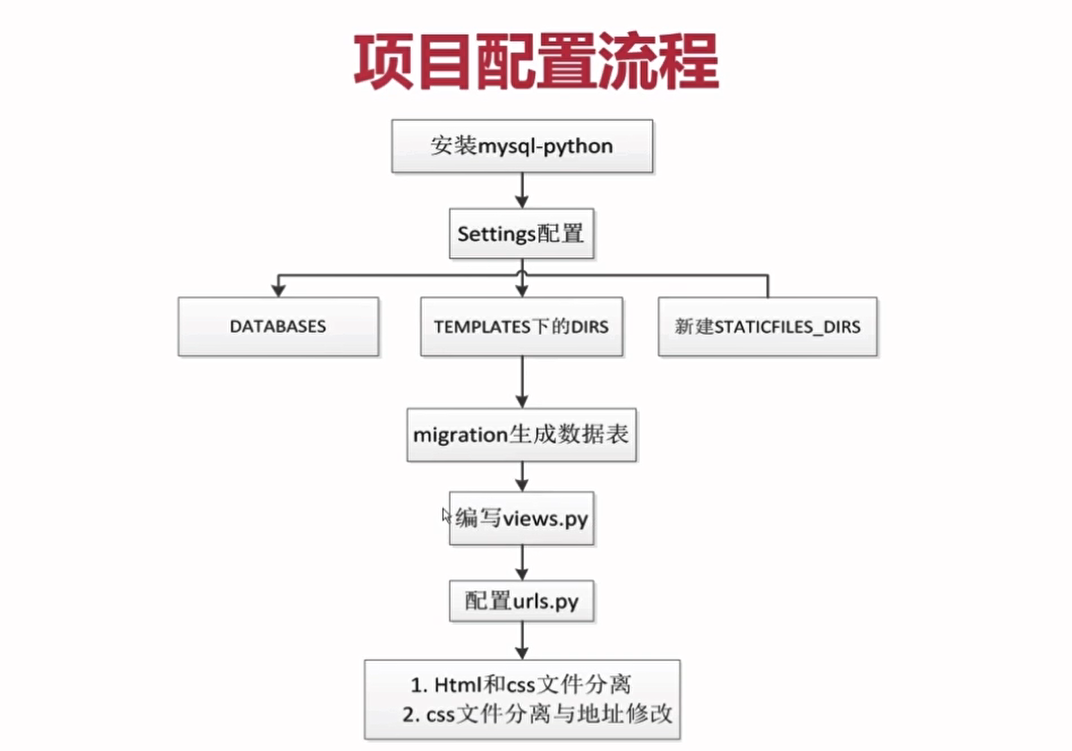 项目配置流程
安装mysql-python
Settings配置
DATABASES
TEMPLATES下的DIRS
新建STATICFILES_DIRS
migration生成数据表
编写views.py
配置urls.py
1. Html和css文件分离
2. css文件分离与地址修改